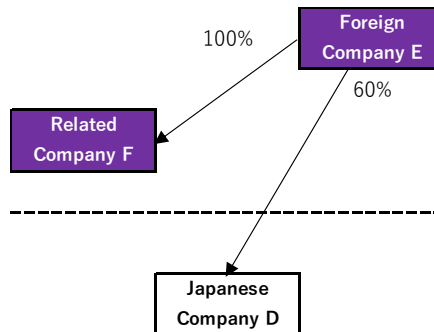 Foreign
Company E
100%
60%
Related
Company F
Japanese
Company D